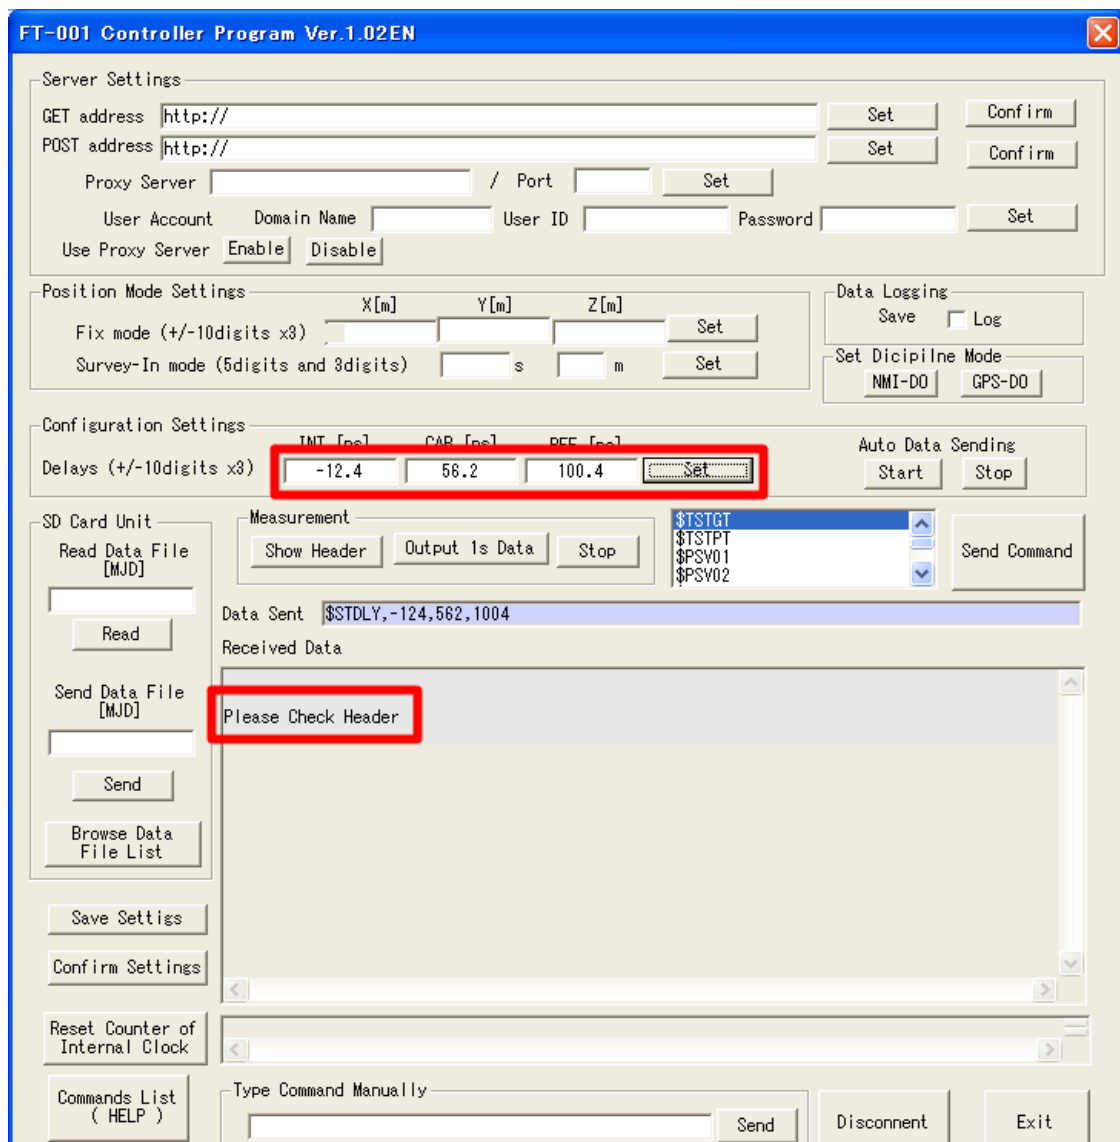 FT-001 Controller Program Ver.1.02EN
Server Settings
GET address http:// Set Confirm
POST address http:// Set Confirm
Proxy Server / Port Set
User Account Domain Name User ID Password Set
Use Proxy Server Enable Disable
Position Mode Settings
X[m] Y[m] Z[m]
Fix mode (+/-10digits x3) Set
Survey-In mode (5digits and 3digits) s m Set
Data Logging
Save Log
Set Dicipilne Mode
NMI-DO GPS-DO
Configuration Settings
INT [ns] CAB [ns] REF [ns]
Delays (+/-10digits x3) -12.4 56.2 100.4 Set
Auto Data Sending
Start Stop
SD Card Unit
Read Data File
[MJD]
Read
Send Data File
[MJD]
Send
Browse Data
File List
Measurement
Show Header Output 1s Data Stop
$TSTGT
$TSTPT
$PSV01
$PSV02
Send Command
Data Sent $STDLY,-124,562,1004
Received Data
Please Check Header
Save Settigs
Confirm Settings
Reset Counter of
Internal Clock
Commands List
( HELP )
Type Command Manually
Send
Disconnent
Exit